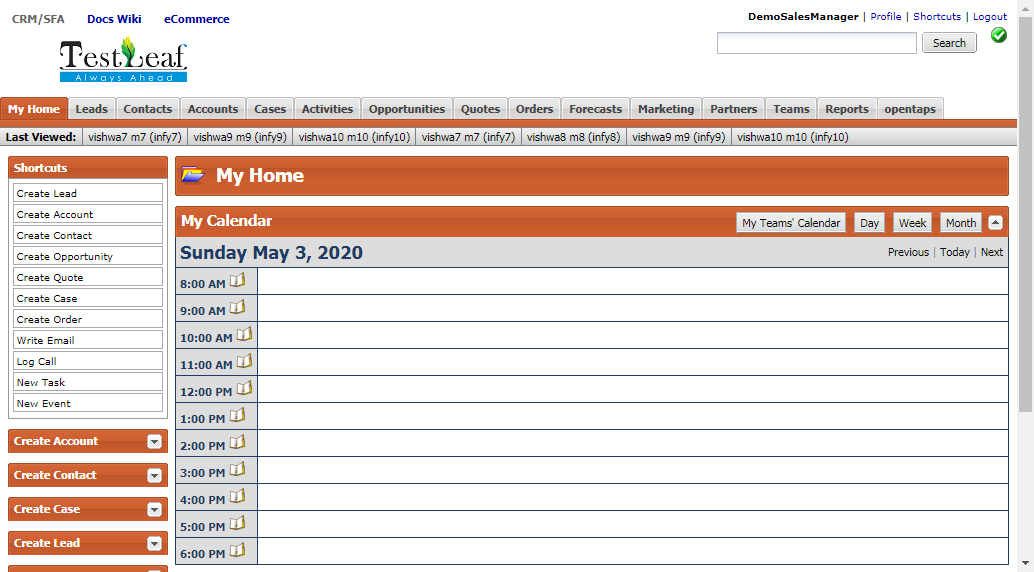 CRM/SFA Docs Wiki eCommerce
DemoSalesManager | Profile | Shortcuts | Logout
Search
TestLeaf
Always Ahead
My Home Leads Contacts Accounts Cases Activities Opportunities Quotes Orders Forecasts Marketing Partners Teams Reports opentaps
Last Viewed: vishwa7 m7 (infy7) vishwa9 m9 (infy9) vishwa10 m10 (infy10) vishwa7 m7 (infy7) vishwa8 m8 (infy8) vishwa9 m9 (infy9) vishwa10 m10 (infy10)
Shortcuts
Create Lead
Create Account
Create Contact
Create Opportunity
Create Quote
Create Case
Create Order
Write Email
Log Call
New Task
New Event
Create Account
Create Contact
Create Case
Create Lead
My Home
My Calendar My Teams' Calendar Day Week Month
Sunday May 3, 2020 Previous | Today | Next
8:00 AM
9:00 AM
10:00 AM
11:00 AM
12:00 PM
1:00 PM
2:00 PM
3:00 PM
4:00 PM
5:00 PM
6:00 PM